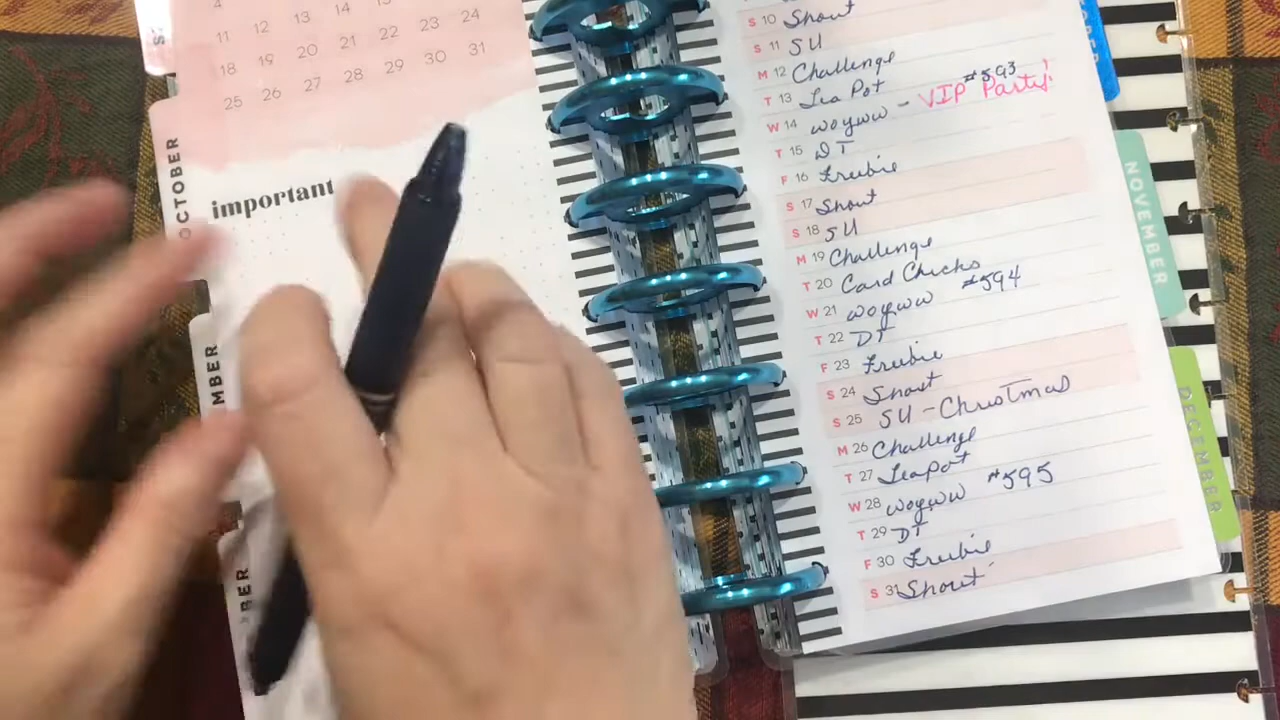 4
11 12 13 14
18 19 20 21 22 23 24
25 26 27 28 29 30 31
OCTOBER
important
MBER
BER
S 10 Shout
S 11 SU
M 12 Challenge
T 13 Tea Pot
W 14 woyww - VIP Party! #593
T 15 DT
F 16 Freebie
S 17 Shout
S 18 SU
M 19 Challenge
T 20 Card Chicks
W 21 woyww #594
T 22 DT
F 23 Freebie
S 24 Shout
S 25 SU - Christmas
M 26 Challenge
T 27 Teapot
W 28 woyww #595
T 29 DT
F 30 Freebie
S 31 Shout
NOVEMBER
DECEMBER